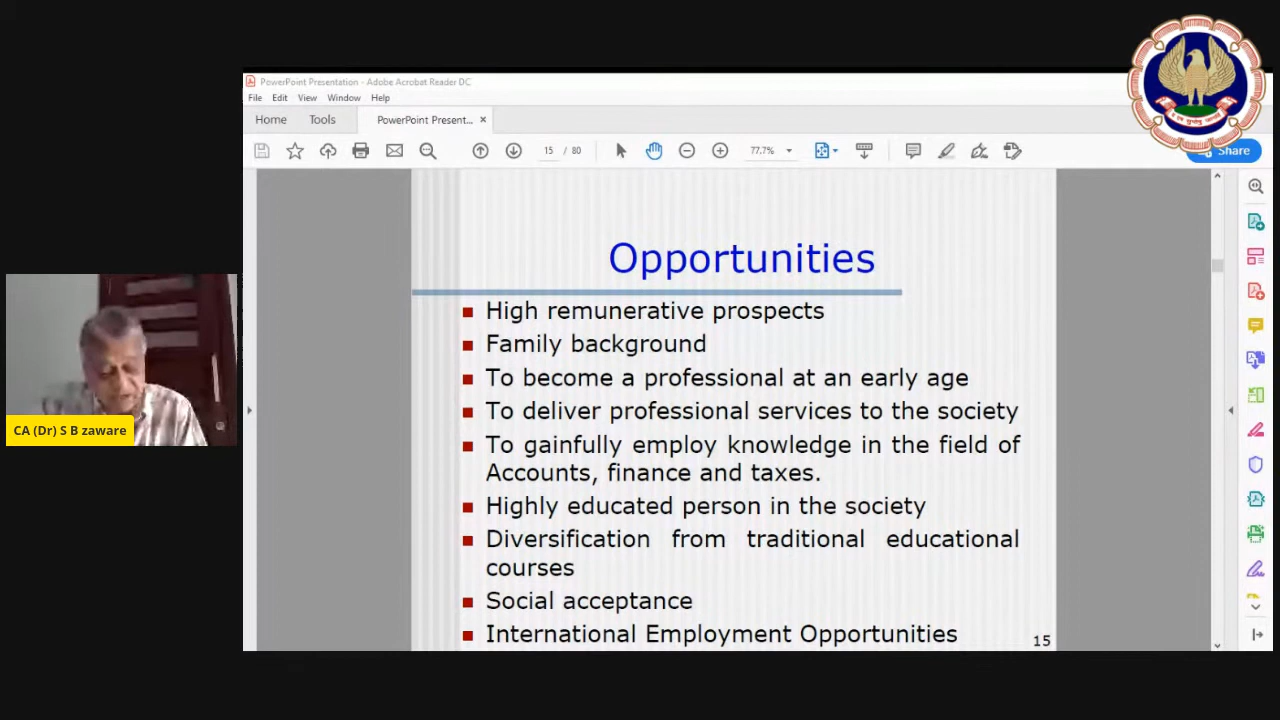 PowerPoint Presentation - Adobe Acrobat Reader DC
File Edit View Window Help
Home Tools PowerPoint Present... ×
15 / 80 77.7%
Share
Opportunities
High remunerative prospects
Family background
To become a professional at an early age
To deliver professional services to the society
To gainfully employ knowledge in the field of
Accounts, finance and taxes.
Highly educated person in the society
Diversification from traditional educational
courses
Social acceptance
International Employment Opportunities
15
CA (Dr) S B zaware